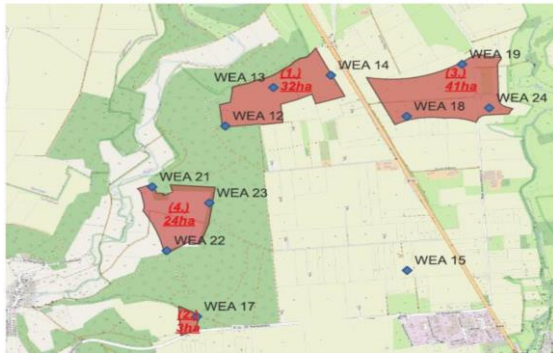 WEA 19
WEA 14
WEA 13
(1.)
32ha
(3.)
41ha
WEA 24
WEA 18
WEA 12
WEA 21
WEA 23
(4.)
24ha
WEA 22
WEA 15
WEA 17
(2.)
3ha